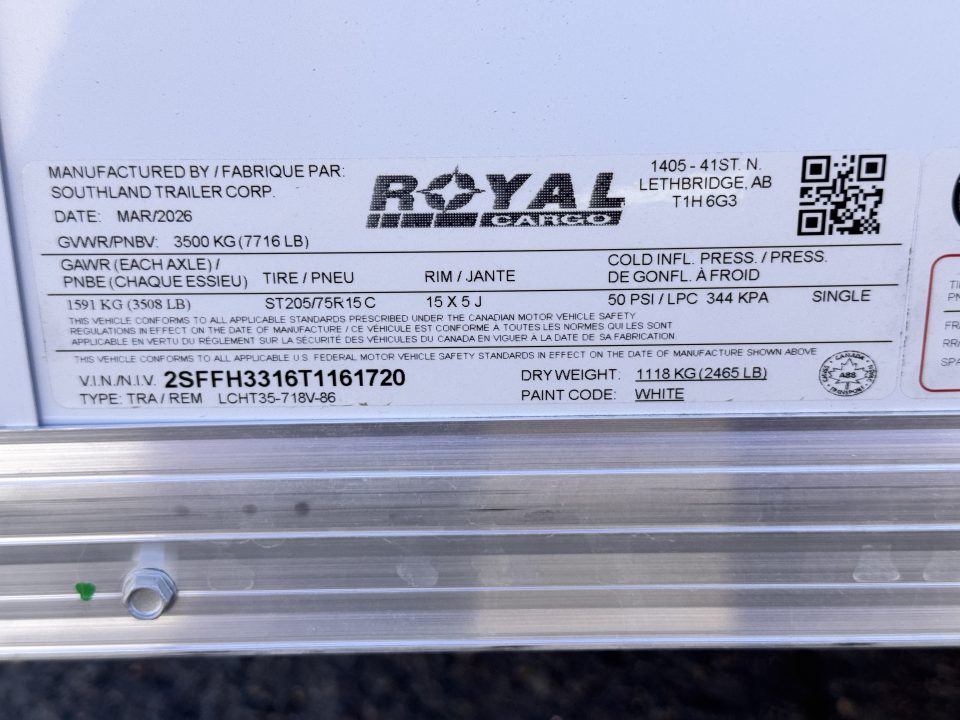 MANUFACTURED BY / FABRIQUE PAR:
SOUTHLAND TRAILER CORP.
DATE: MAR/2026
ROYAL
CARGO
1405 - 41ST. N.
LETHBRIDGE, AB
T1H 6G3
GVWR/PNBV: 3500 KG (7716 LB)
GAWR (EACH AXLE) /
PNBE (CHAQUE ESSIEU)
TIRE / PNEU
RIM / JANTE
COLD INFL. PRESS. / PRESS.
DE GONFL. À FROID
1591 KG (3508 LB) ST205/75R15 C 15 X 5 J 50 PSI / LPC 344 KPA SINGLE
THIS VEHICLE CONFORMS TO ALL APPLICABLE STANDARDS PRESCRIBED UNDER THE CANADIAN MOTOR VEHICLE SAFETY
REGULATIONS IN EFFECT ON THE DATE OF MANUFACTURE / CE VÉHICULE EST CONFORME À TOUTES LES NORMES QUI LES SONT
APPLICABLE EN VERTU DU RÈGLEMENT SUR LA SÉCURITÉ DES VÉHICULES DU CANADA EN VIGUER A LA DATE DE SA FABRICATION
THIS VEHICLE CONFORMS TO ALL APPLICABLE U.S. FEDERAL MOTOR VEHICLE SAFETY STANDARDS IN EFFECT ON THE DATE OF MANUFACTURE SHOWN ABOVE
V.I.N./N.I.V. 2SFFH3316T1161720 DRY WEIGHT: 1118 KG (2465 LB)
TYPE: TRA / REM LCHT35-718V-86 PAINT CODE: WHITE
CANADA
TRANSPORT